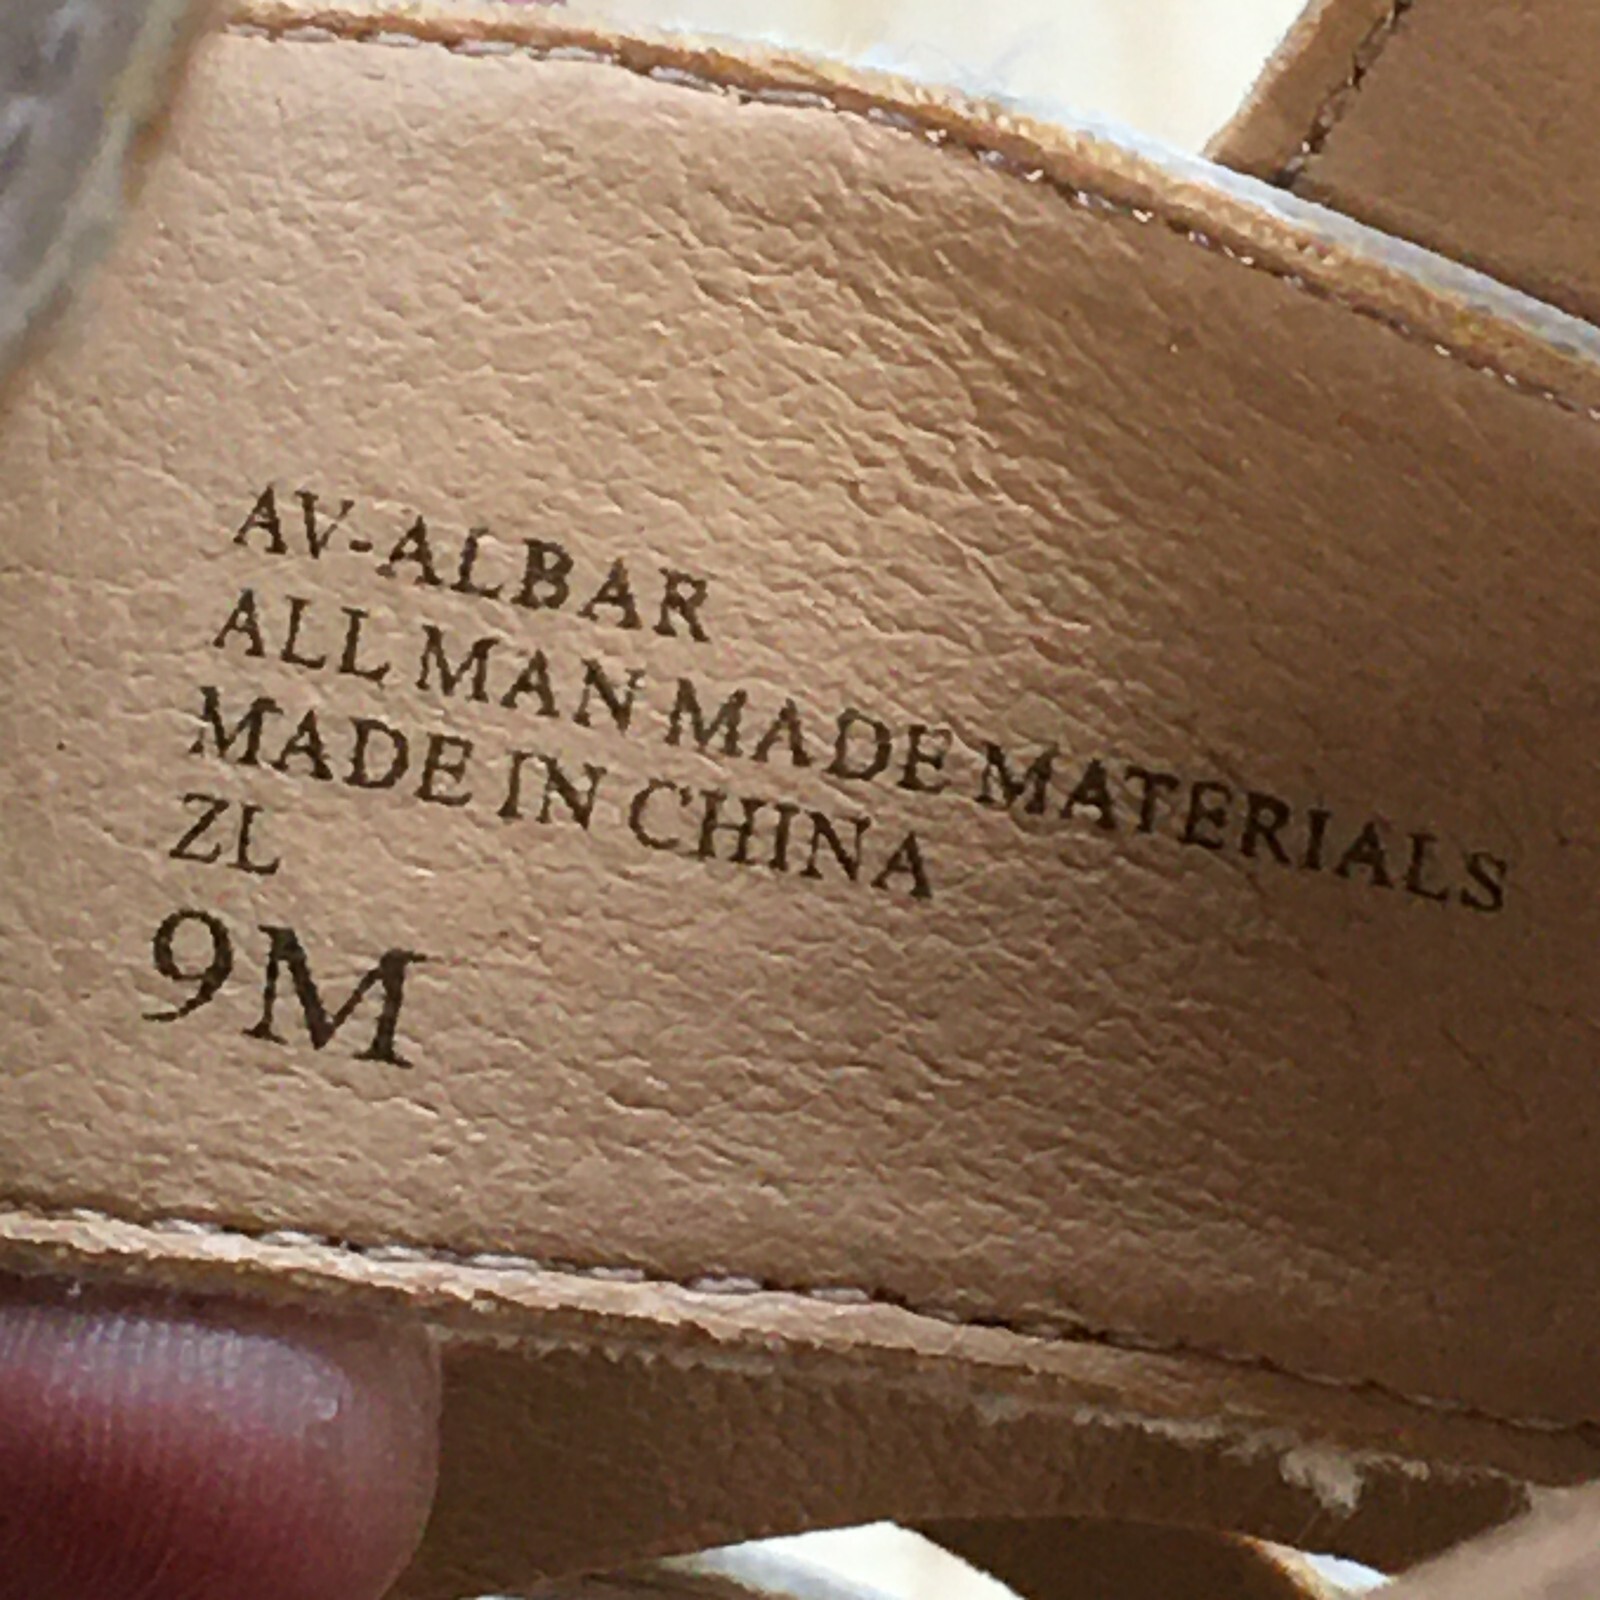 AV-ALBAR
ALL MAN MADE MATERIALS
MADE IN CHINA
ZL
9M